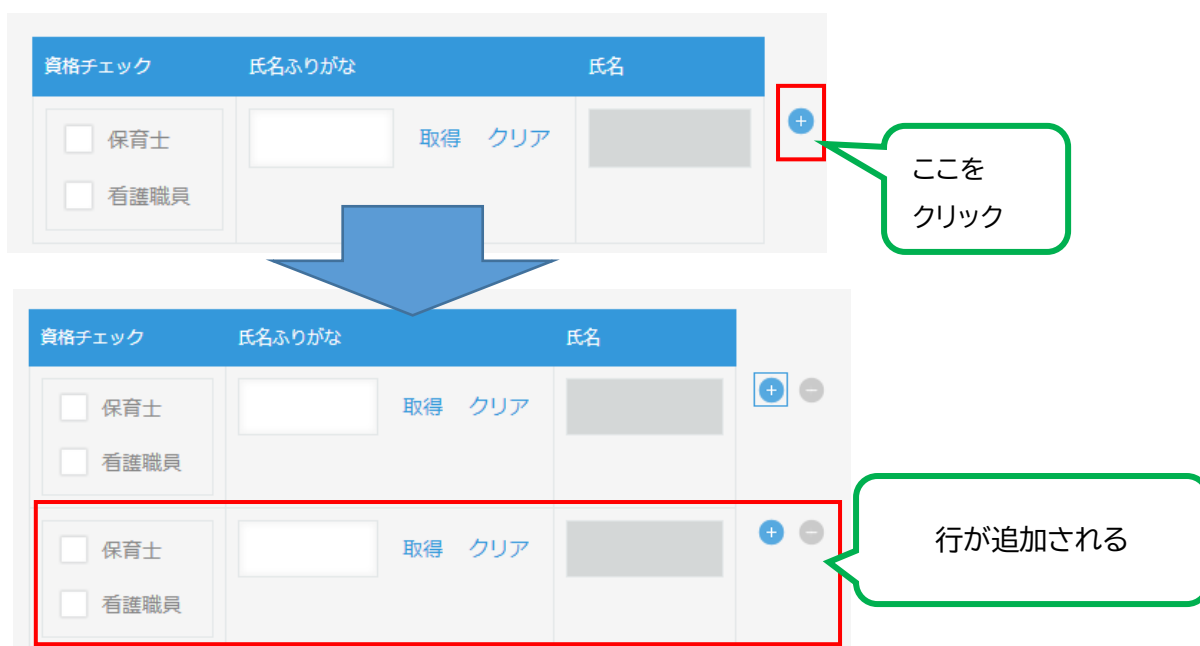 資格チェック 氏名ふりがな 氏名
保育士 取得 クリア
看護職員
ここを
クリック
資格チェック 氏名ふりがな 氏名
保育士 取得 クリア
看護職員
保育士 取得 クリア
看護職員
行が追加される